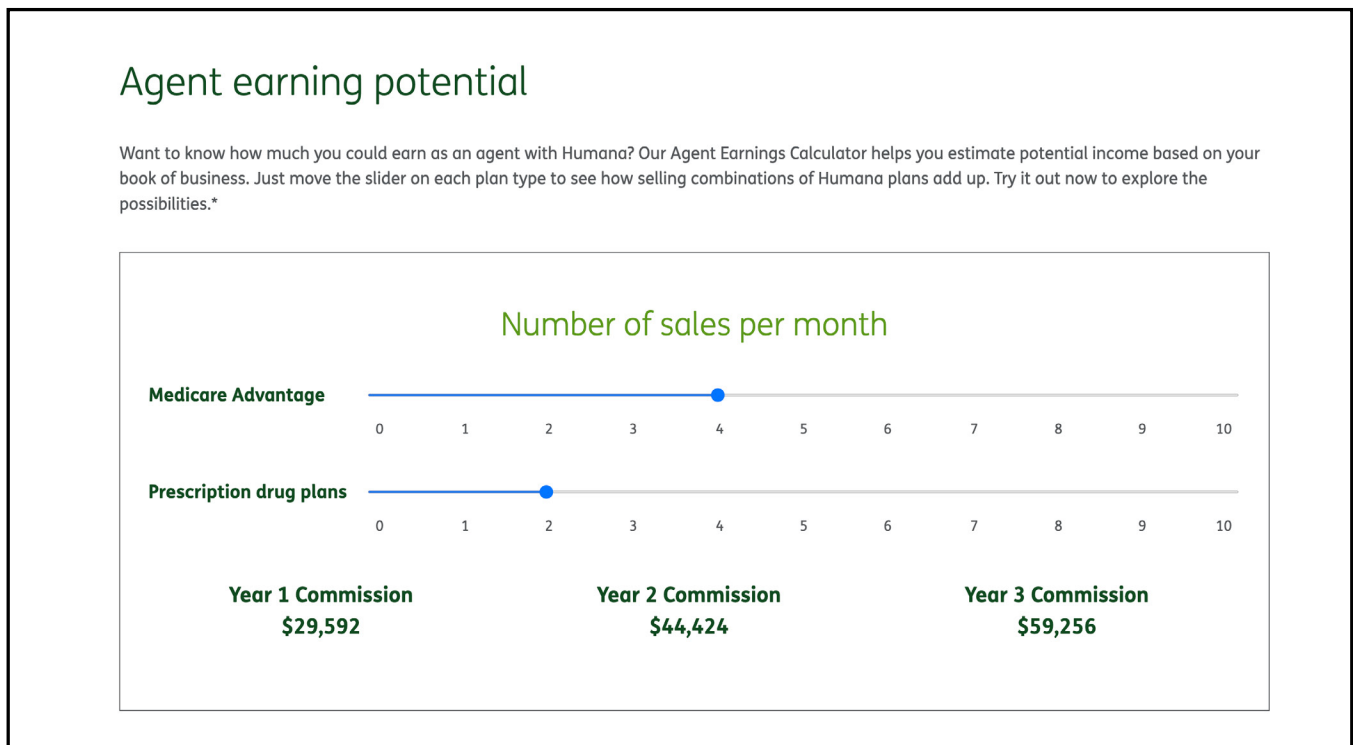 Agent earning potential
Want to know how much you could earn as an agent with Humana? Our Agent Earnings Calculator helps you estimate potential income based on your
book of business. Just move the slider on each plan type to see how selling combinations of Humana plans add up. Try it out now to explore the
possibilities.*
Number of sales per month
Medicare Advantage
0 1 2 3 4 5 6 7 8 9 10
Prescription drug plans
0 1 2 3 4 5 6 7 8 9 10
Year 1 Commission Year 2 Commission Year 3 Commission
$29,592 $44,424 $59,256